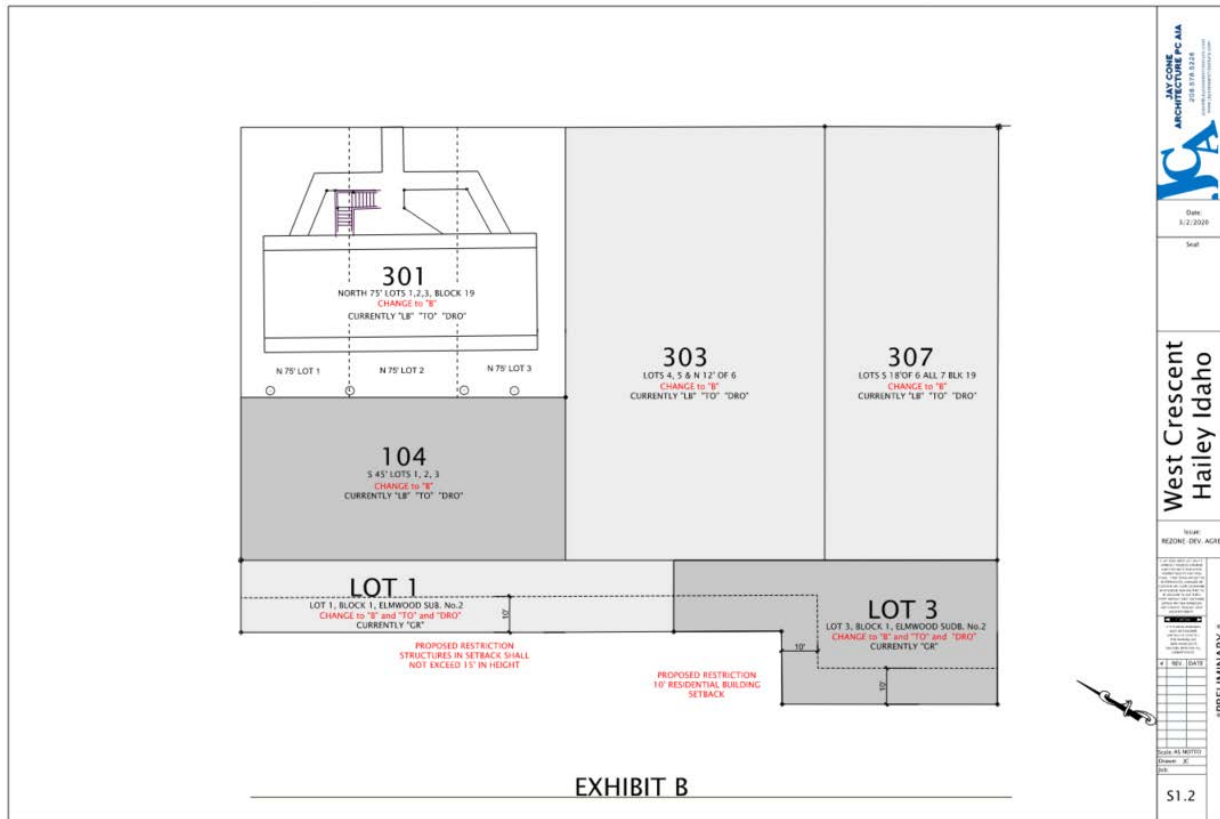 301
NORTH 75' LOTS 1,2,3, BLOCK 19
CHANGE to "B"
CURRENTLY "LB" "TO" "DRO"
N 75' LOT 1
N 75' LOT 2
N 75' LOT 3
303
LOTS 4, 5 & N 12' OF 6
CHANGE to "B"
CURRENTLY "LB" "TO" "DRO"
307
LOTS S 18'OF 6 ALL 7 BLK 19
CHANGE to "B"
CURRENTLY "LB" "TO" "DRO"
104
S 45' LOTS 1, 2, 3
CHANGE to "B"
CURRENTLY "LB" "TO" "DRO"
LOT 1
LOT 1, BLOCK 1, ELMWOOD SUB. No.2
CHANGE to "B" and "TO" and "DRO"
CURRENTLY "GR"
10'
LOT 3
LOT 3, BLOCK 1, ELMWOOD SUDB. No.2
CHANGE to "B" and "TO" and "DRO"
CURRENTLY "GR"
10'
10'
PROPOSED RESTRICTION
STRUCTURES IN SETBACK SHALL
NOT EXCEED 15' IN HEIGHT
PROPOSED RESTRICTION
10' RESIDENTIAL BUILDING
SETBACK
EXHIBIT B
JCA
JAY CONE
ARCHITECTURE PC AIA
208.578.5226
Date:
3/2/2020
Seal
West Crescent
Hailey Idaho
Issue:
REZONE-DEV. AGRE
# REV. DATE
Scale: AS NOTED
Drawn: JC
Job:
S1.2